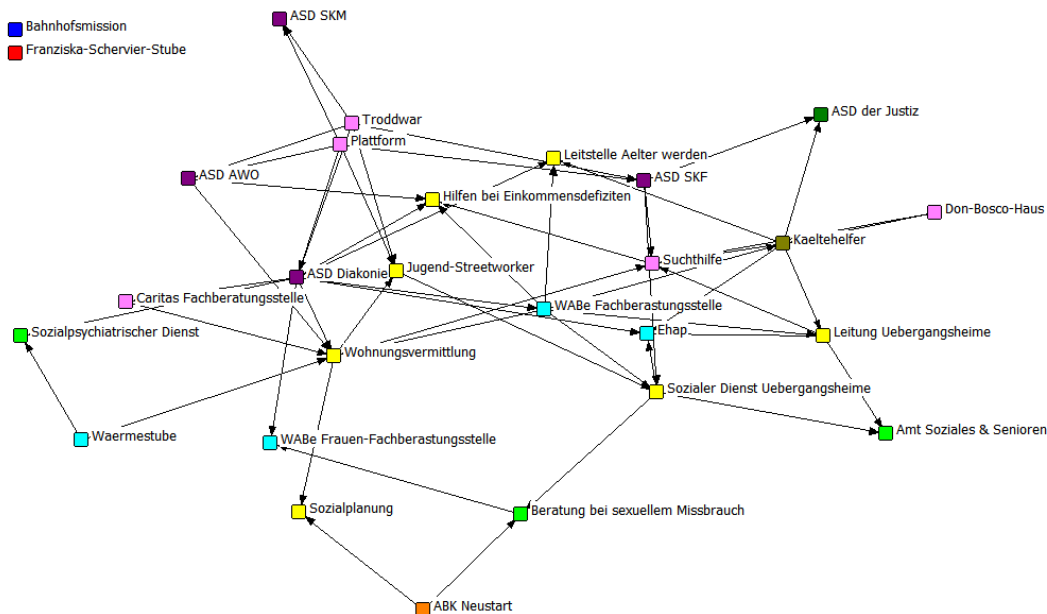 ASD SKM
Bahnhofsmission
Franziska-Schervier-Stube
ASD der Justiz
Troddwar
Plattform
Leitstelle Aelter werden
ASD AWO
ASD SKF
Hilfen bei Einkommensdefiziten
Don-Bosco-Haus
Kaeltehelfer
Suchthilfe
Jugend-Streetworker
ASD Diakonie
Caritas Fachberatungsstelle
WABe Fachberastungsstelle
Sozialpsychiatrischer Dienst
Ehap
Leitung Uebergangsheime
Wohnungsvermittlung
Sozialer Dienst Uebergangsheime
Waermestube
WABe Frauen-Fachberastungsstelle
Amt Soziales & Senioren
Sozialplanung
Beratung bei sexuellem Missbrauch
ABK Neustart